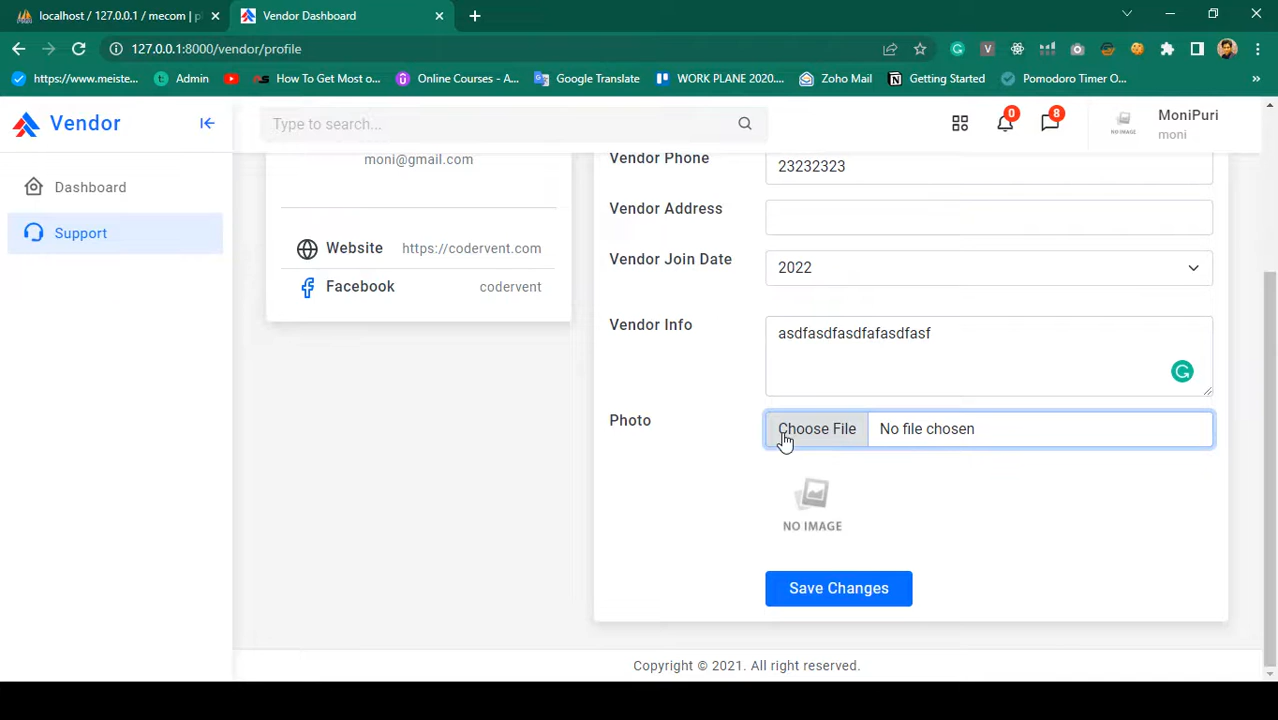 localhost / 127.0.0.1 / mecom | p
Vendor Dashboard
127.0.0.1:8000/vendor/profile
https://www.meiste...
Admin
How To Get Most o...
Online Courses - A...
Google Translate
WORK PLANE 2020...
Zoho Mail
Getting Started
Pomodoro Timer O...
Vendor
Type to search...
0
8
NO IMAGE
MoniPuri
moni
Dashboard
Support
moni@gmail.com
Website https://codervent.com
Facebook codervent
Vendor Phone 23232323
Vendor Address
Vendor Join Date 2022
Vendor Info asdfasdfasdfafasdfasf
Photo Choose File No file chosen
NO IMAGE
Save Changes
Copyright © 2021. All right reserved.